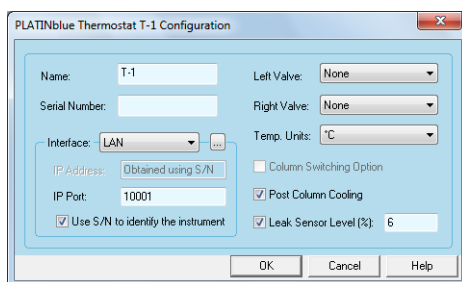 PLATINblue Thermostat T-1 Configuration
Name: T-1
Serial Number:
Interface: LAN ...
IP Address: Obtained using S/N
IP Port: 10001
Use S/N to identify the instrument
Left Valve: None
Right Valve: None
Temp. Units: °C
Column Switching Option
Post Column Cooling
Leak Sensor Level (%): 6
OK Cancel Help